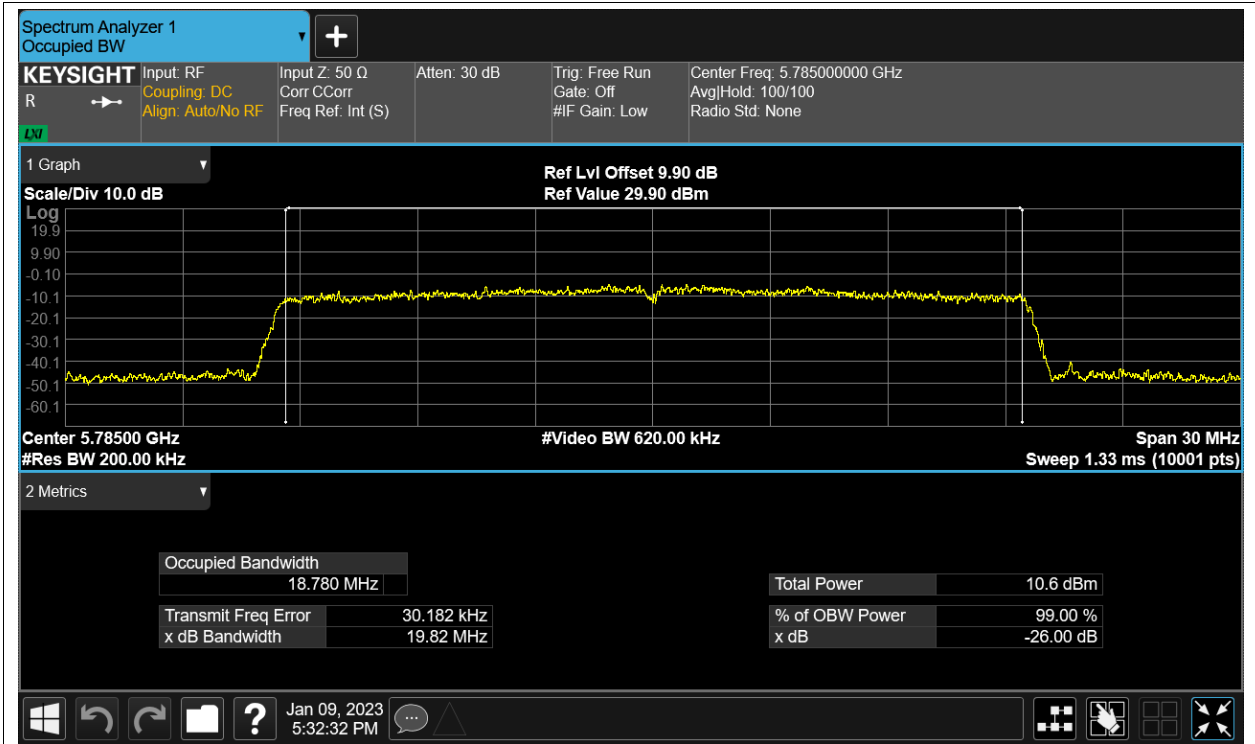 Spectrum Analyzer 1
Occupied BW
KEYSIGHT
R
LXI
Input: RF
Coupling: DC
Align: Auto/No RF
Input Z: 50 Ω
Corr CCorr
Freq Ref: Int (S)
Atten: 30 dB
Trig: Free Run
Gate: Off
#IF Gain: Low
Center Freq: 5.785000000 GHz
Avg|Hold: 100/100
Radio Std: None
1 Graph
Scale/Div 10.0 dB
Ref Lvl Offset 9.90 dB
Ref Value 29.90 dBm
Log
19.9
9.90
-0.10
-10.1
-20.1
-30.1
-40.1
-50.1
-60.1
Center 5.78500 GHz
#Video BW 620.00 kHz
Span 30 MHz
#Res BW 200.00 kHz
Sweep 1.33 ms (10001 pts)
2 Metrics
Occupied Bandwidth
18.780 MHz
Transmit Freq Error 30.182 kHz
x dB Bandwidth 19.82 MHz
Total Power 10.6 dBm
% of OBW Power 99.00 %
x dB -26.00 dB
?
Jan 09, 2023
5:32:32 PM